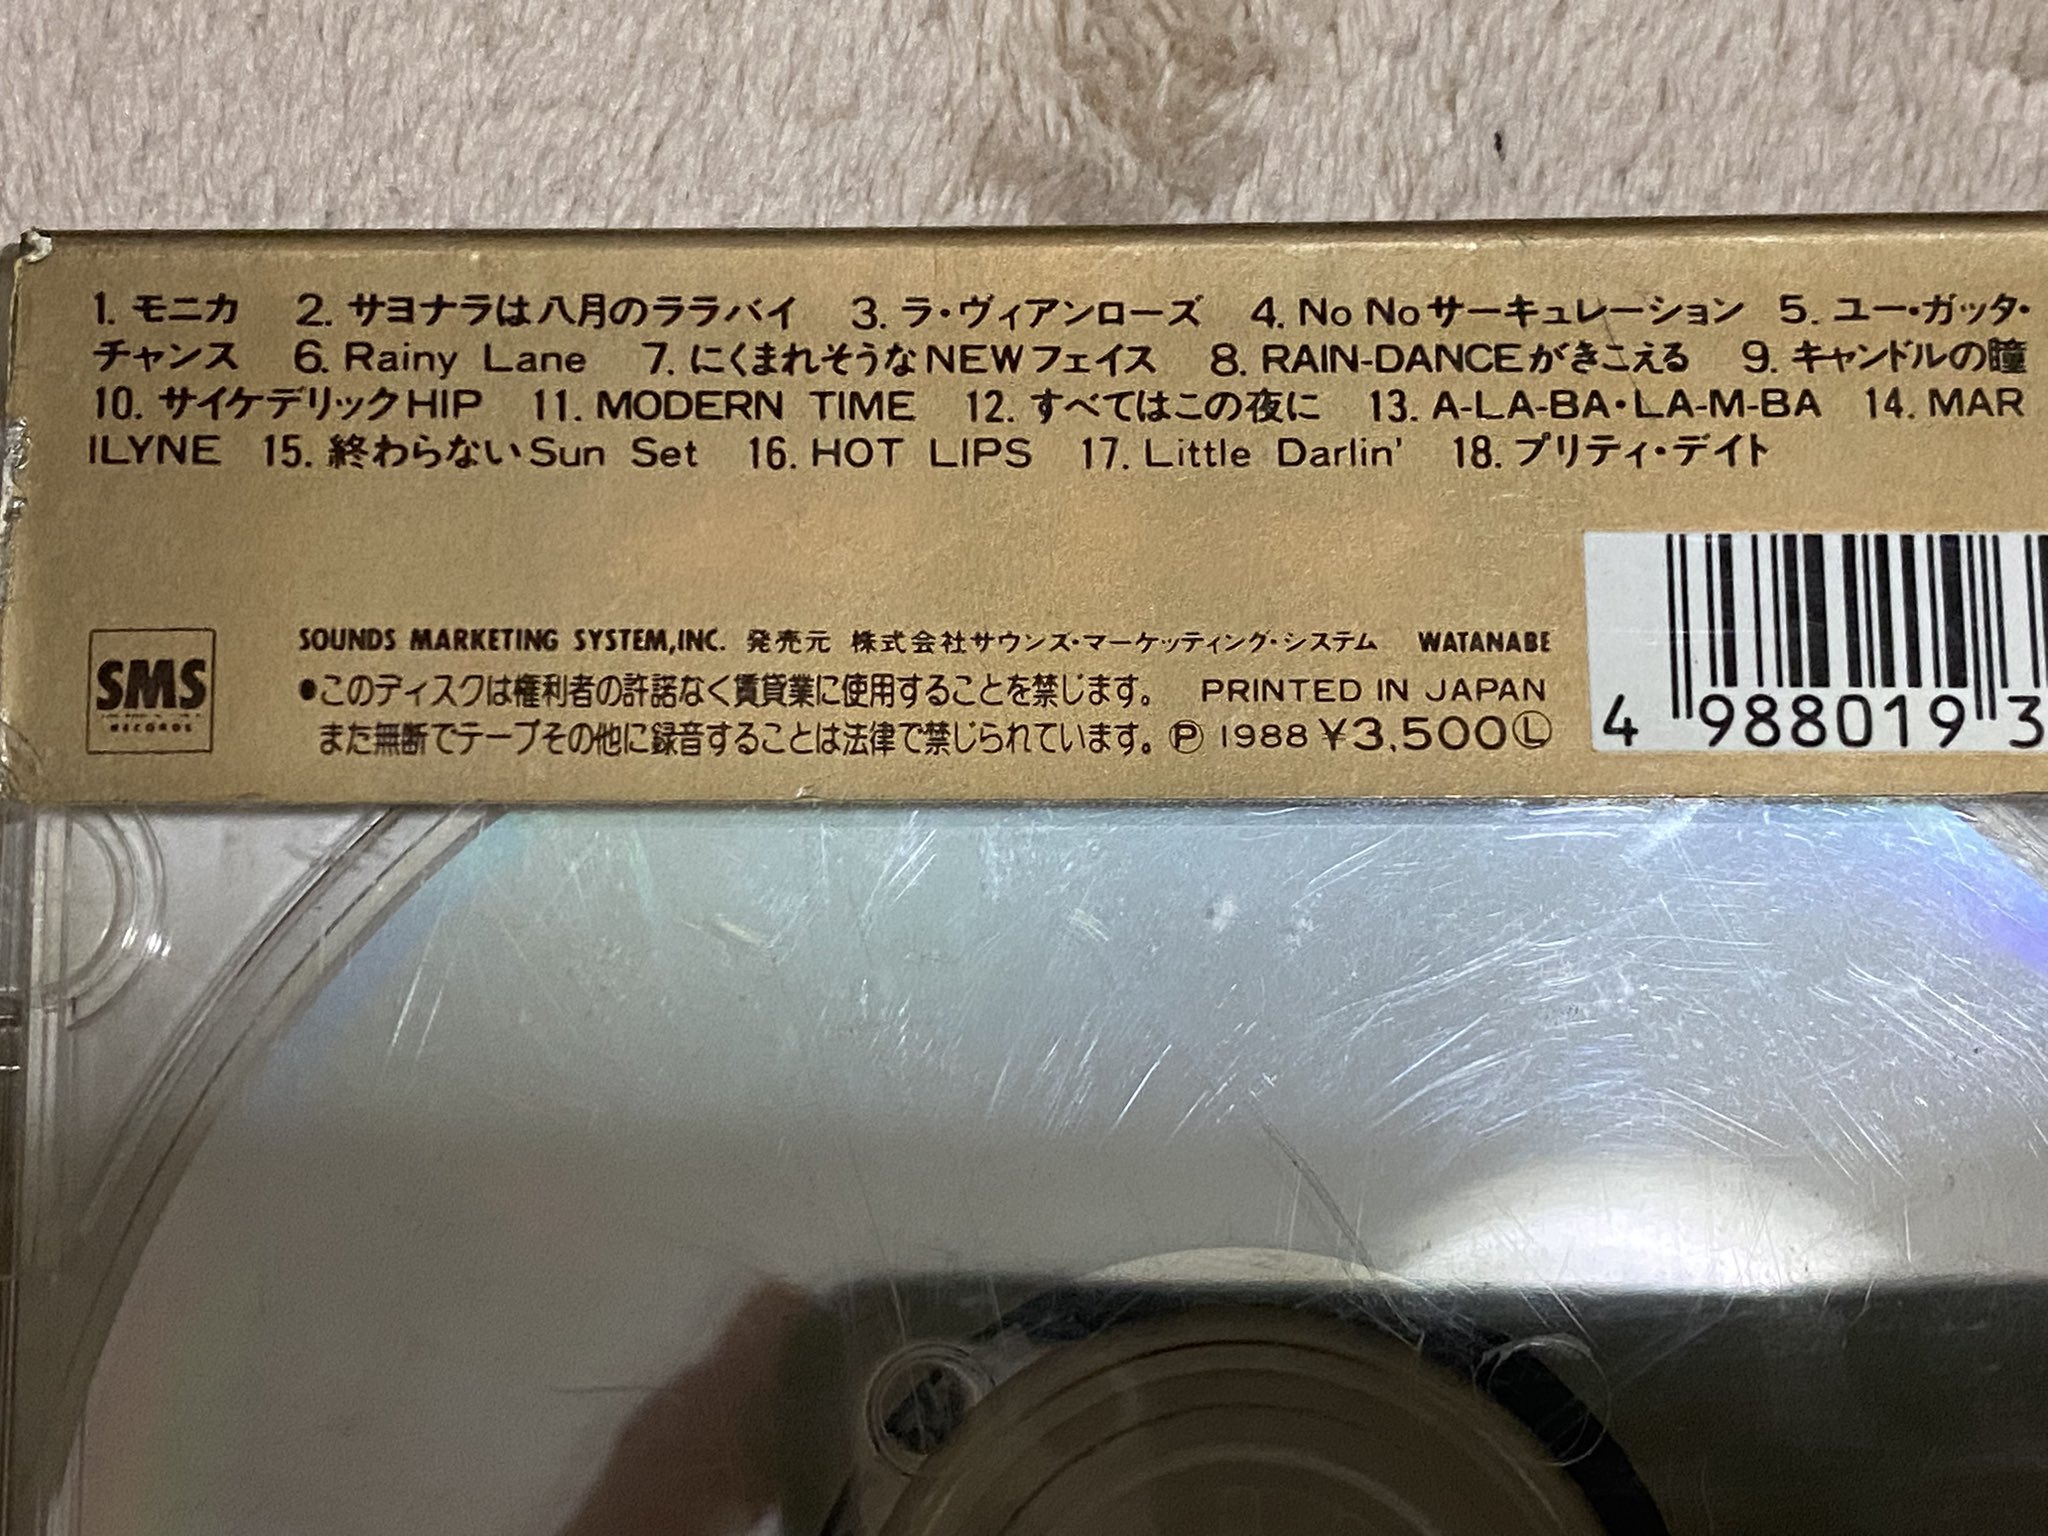 1. モニカ 2. サヨナラは八月のララバイ 3. ラ・ヴィアンローズ 4. No Noサーキュレーション 5. ユー・ガッタ・
チャンス 6. Rainy Lane 7. にくまれそうなNEWフェイス 8. RAIN-DANCEがきこえる 9. キャンドルの瞳
10. サイケデリックHIP 11. MODERN TIME 12. すべてはこの夜に 13. A-LA-BA・LA-M-BA 14. MAR
ILYNE 15. 終わらないSun Set 16. HOT LIPS 17. Little Darlin' 18. プリティ・デイト
SMS
RECORDS
SOUNDS MARKETING SYSTEM,INC. 発売元 株式会社サウンズ・マーケッティング・システム WATANABE
●このディスクは権利者の許諾なく賃貸業に使用することを禁じます。 PRINTED IN JAPAN
また無断でテープその他に録音することは法律で禁じられています。Ⓟ 1988 ¥3,500Ⓛ
4 988019 3